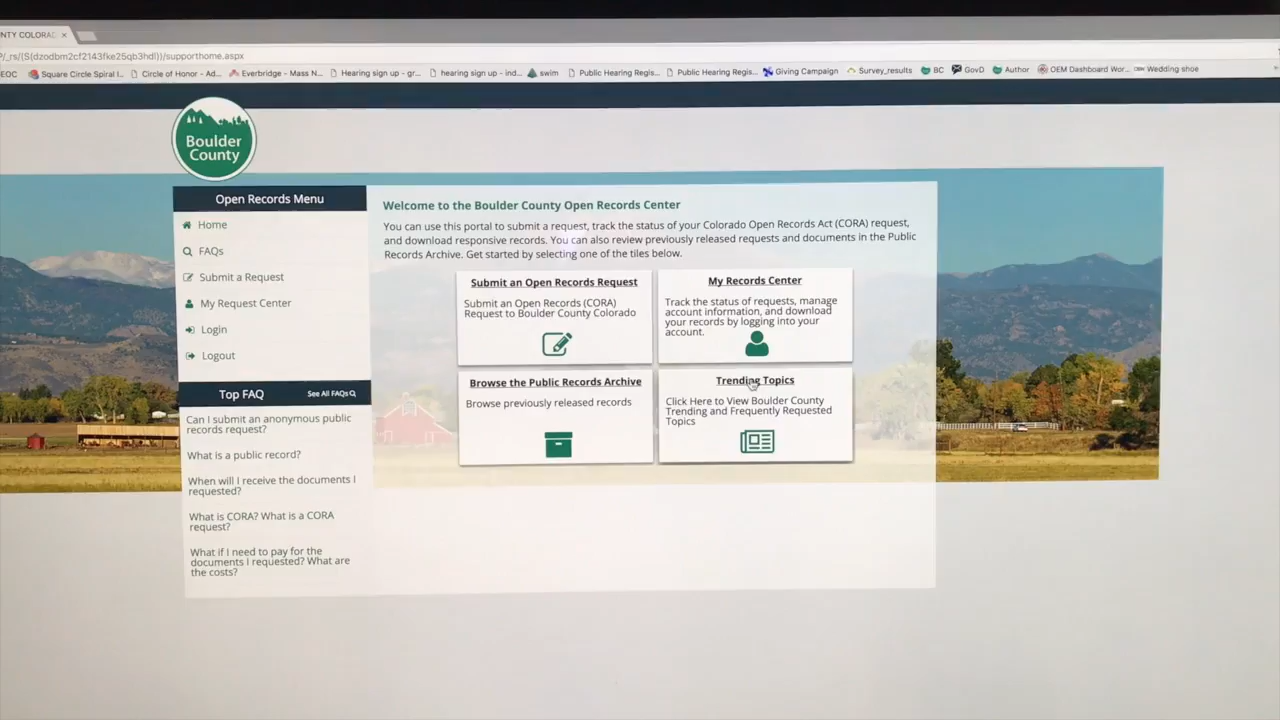 NTY COLORAD
/_rs/(S(dzodbm2cf2143fke25qb3hdl))/supporthome.aspx
EOC Square Circle Spiral I... Circle of Honor - Ad... Everbridge - Mass N... Hearing sign up - gr... hearing sign up - ind... swim Public Hearing Regis... Public Hearing Regis... Giving Campaign Survey_results BC GovD Author OEM Dashboard Wor... Wedding shoe
Boulder
County
Open Records Menu
Home
FAQs
Submit a Request
My Request Center
Login
Logout
Top FAQ See All FAQs
Can I submit an anonymous public
records request?
What is a public record?
When will I receive the documents I
requested?
What is CORA? What is a CORA
request?
What if I need to pay for the
documents I requested? What are
the costs?
Welcome to the Boulder County Open Records Center
You can use this portal to submit a request, track the status of your Colorado Open Records Act (CORA) request,
and download responsive records. You can also review previously released requests and documents in the Public
Records Archive. Get started by selecting one of the tiles below.
Submit an Open Records Request
Submit an Open Records (CORA)
Request to Boulder County Colorado
My Records Center
Track the status of requests, manage
account information, and download
your records by logging into your
account.
Browse the Public Records Archive
Browse previously released records
Trending Topics
Click Here to View Boulder County
Trending and Frequently Requested
Topics